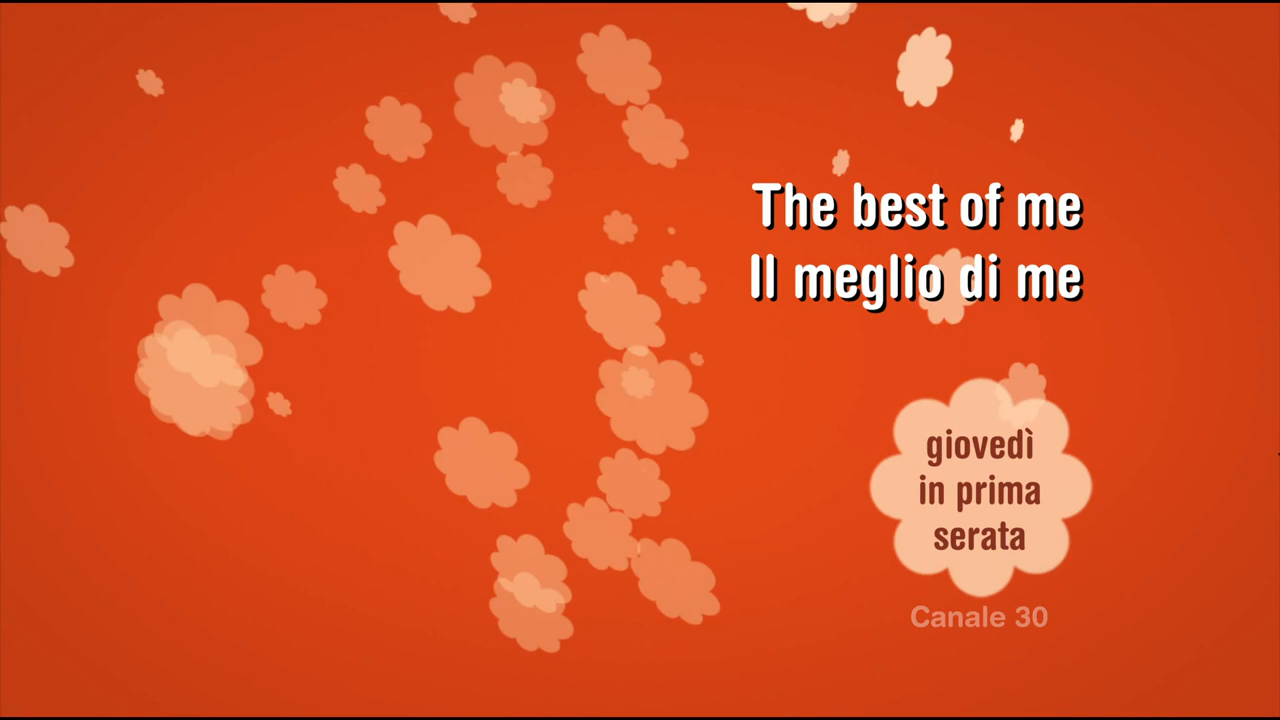 The best of me
Il meglio di me
giovedì
in prima
serata
Canale 30